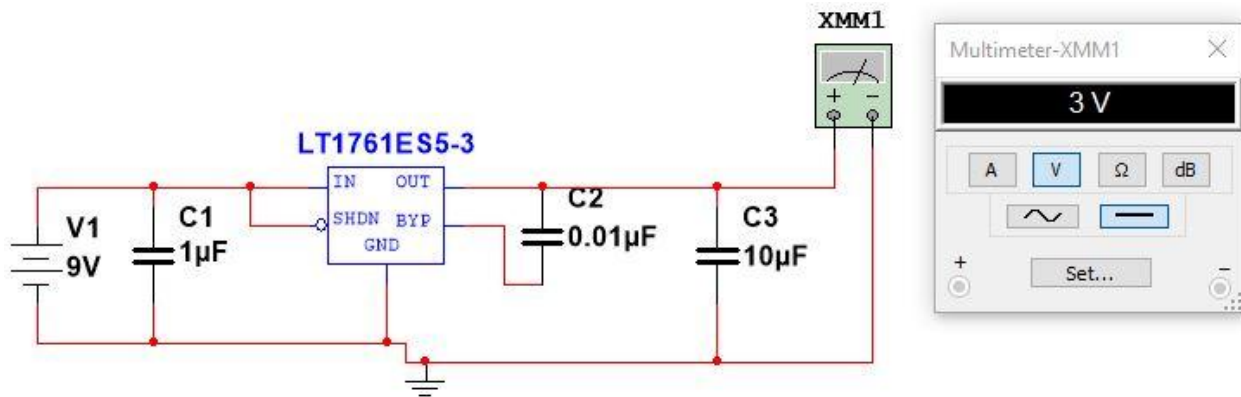 XMM1
Multimeter-XMM1
3 V
A V Ω dB
Set...
+ -
+ -
LT1761ES5-3
IN OUT
SHDN BYP
GND
V1
9V
C1
1µF
C2
0.01µF
C3
10µF